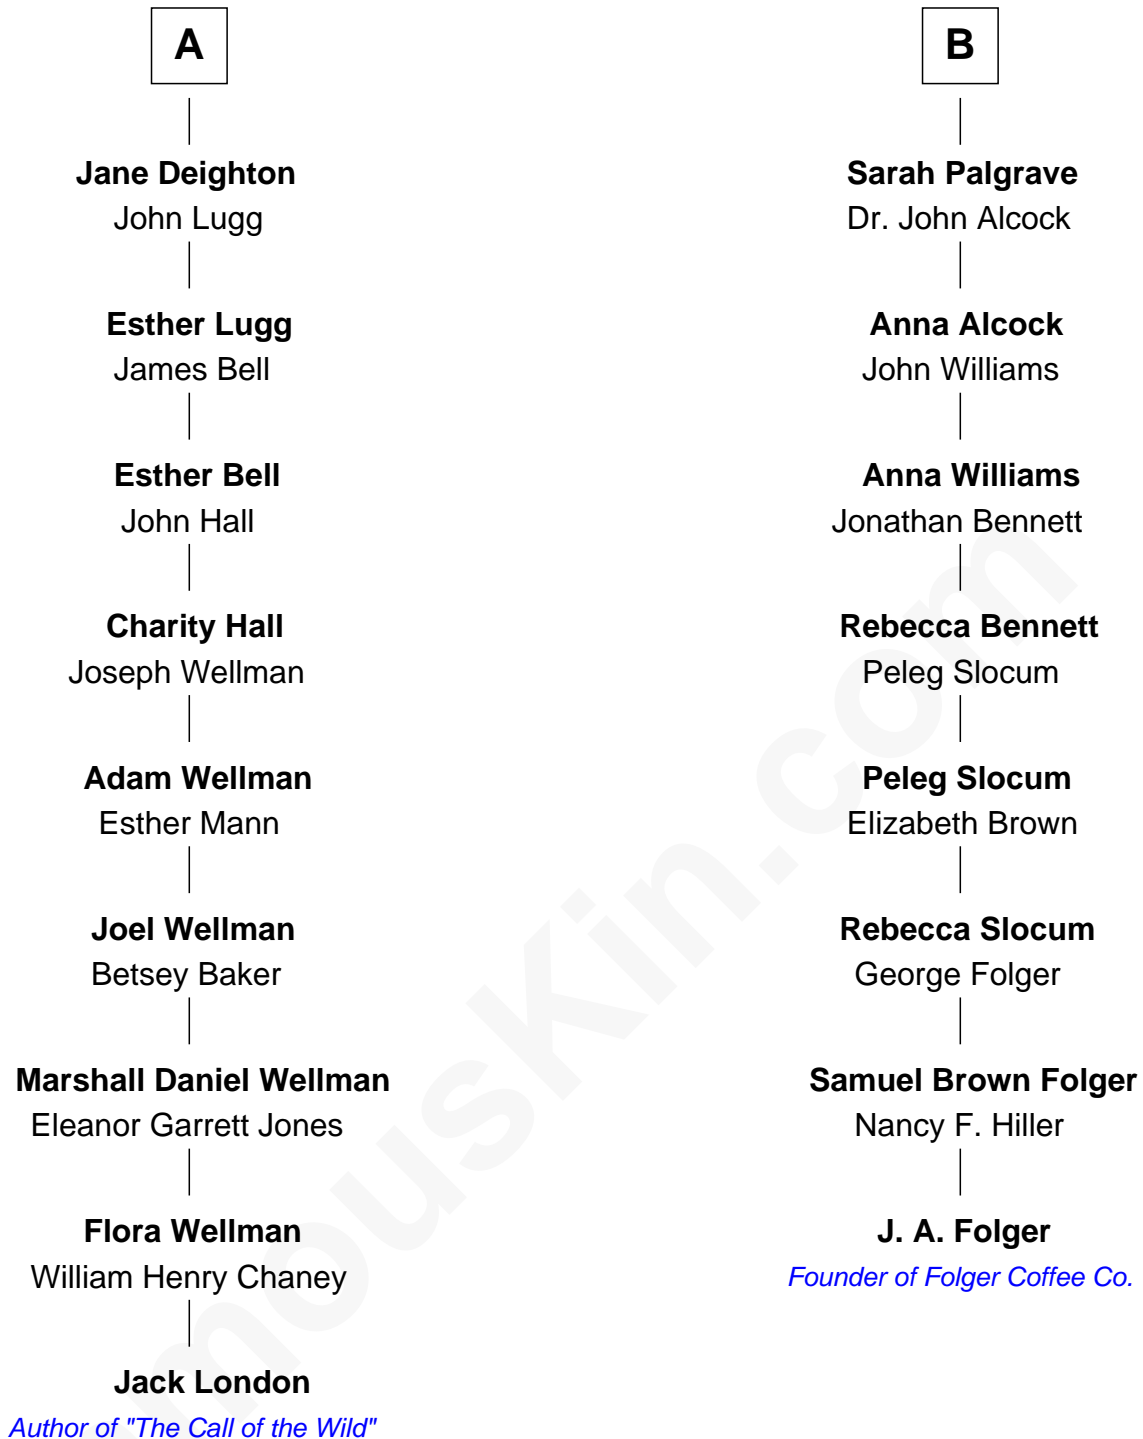 A
Jane Deighton
John Lugg
Esther Lugg
James Bell
Esther Bell
John Hall
Charity Hall
Joseph Wellman
Adam Wellman
Esther Mann
Joel Wellman
Betsey Baker
Marshall Daniel Wellman
Eleanor Garrett Jones
Flora Wellman
William Henry Chaney
Jack London
Author of "The Call of the Wild"
B
Sarah Palgrave
Dr. John Alcock
Anna Alcock
John Williams
Anna Williams
Jonathan Bennett
Rebecca Bennett
Peleg Slocum
Peleg Slocum
Elizabeth Brown
Rebecca Slocum
George Folger
Samuel Brown Folger
Nancy F. Hiller
J. A. Folger
Founder of Folger Coffee Co.
mousKin.com